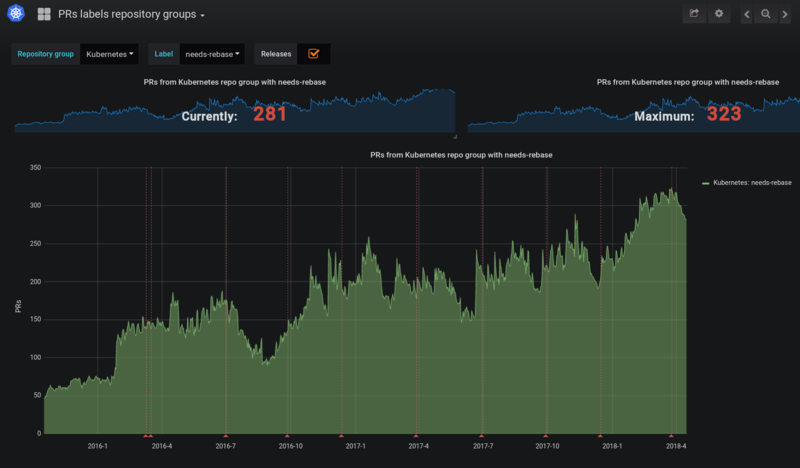 PRs labels repository groups
Repository group Kubernetes Label needs-rebase Releases
PRs from Kubernetes repo group with needs-rebase
Currently: 281
PRs from Kubernetes repo group with needs-rebase
Maximum: 323
PRs from Kubernetes repo group with needs-rebase
350
300
250
200
150
100
50
0
PRs
2016-1 2016-4 2016-7 2016-10 2017-1 2017-4 2017-7 2017-10 2018-1 2018-4
Kubernetes: needs-rebase